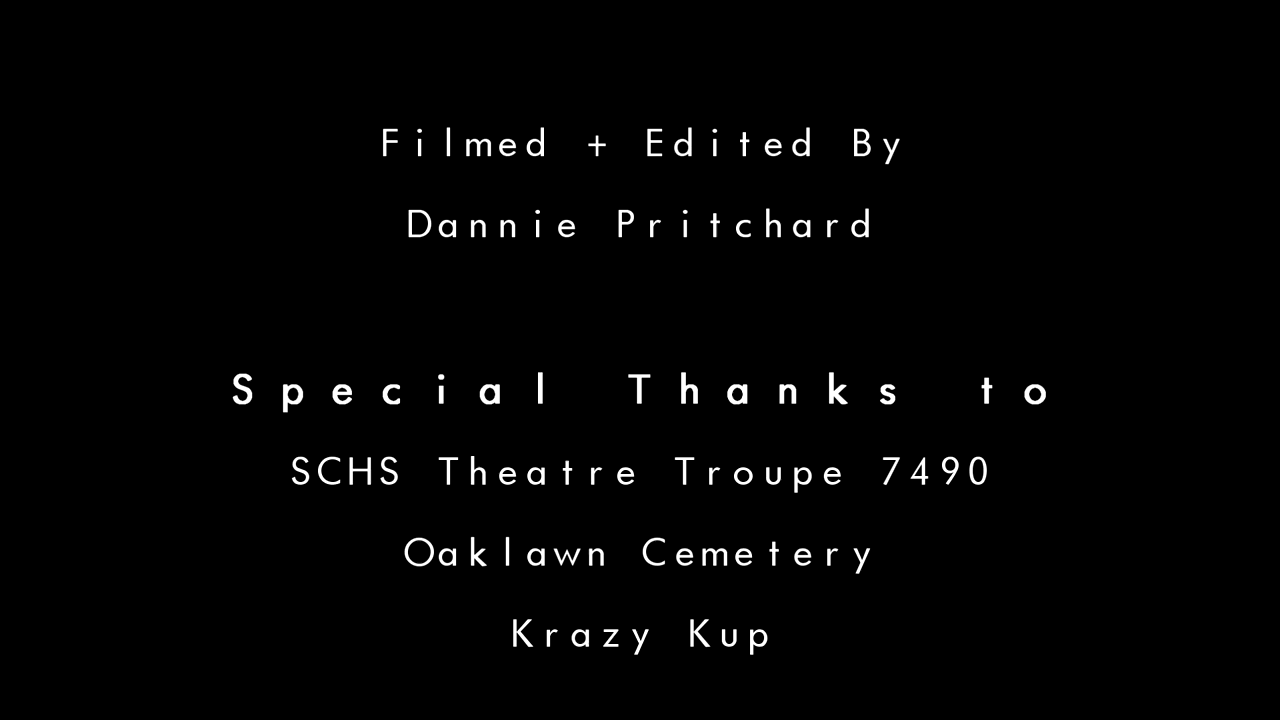 Filmed + Edited By
Dannie Pritchard
Special Thanks to
SCHS Theatre Troupe 7490
Oaklawn Cemetery
Krazy Kup